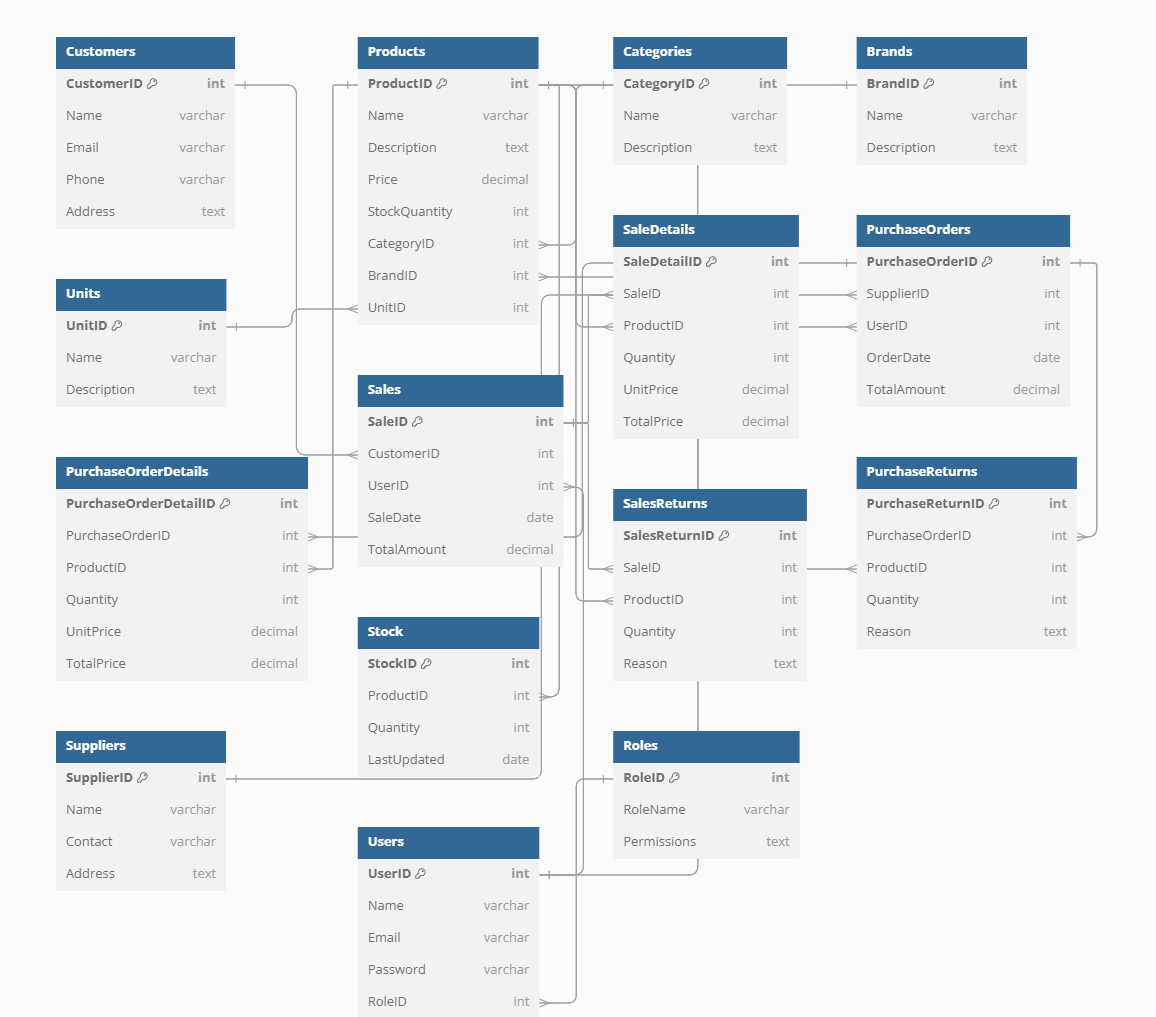 Customers
CustomerID int
Name varchar
Email varchar
Phone varchar
Address text
Products
ProductID int
Name varchar
Description text
Price decimal
StockQuantity int
CategoryID int
BrandID int
UnitID int
Categories
CategoryID int
Name varchar
Description text
Brands
BrandID int
Name varchar
Description text
SaleDetails
SaleDetailID int
SaleID int
ProductID int
Quantity int
UnitPrice decimal
TotalPrice decimal
PurchaseOrders
PurchaseOrderID int
SupplierID int
UserID int
OrderDate date
TotalAmount decimal
Units
UnitID int
Name varchar
Description text
Sales
SaleID int
CustomerID int
UserID int
SaleDate date
TotalAmount decimal
PurchaseOrderDetails
PurchaseOrderDetailID int
PurchaseOrderID int
ProductID int
Quantity int
UnitPrice decimal
TotalPrice decimal
SalesReturns
SalesReturnID int
SaleID int
ProductID int
Quantity int
Reason text
PurchaseReturns
PurchaseReturnID int
PurchaseOrderID int
ProductID int
Quantity int
Reason text
Stock
StockID int
ProductID int
Quantity int
LastUpdated date
Suppliers
SupplierID int
Name varchar
Contact varchar
Address text
Roles
RoleID int
RoleName varchar
Permissions text
Users
UserID int
Name varchar
Email varchar
Password varchar
RoleID int